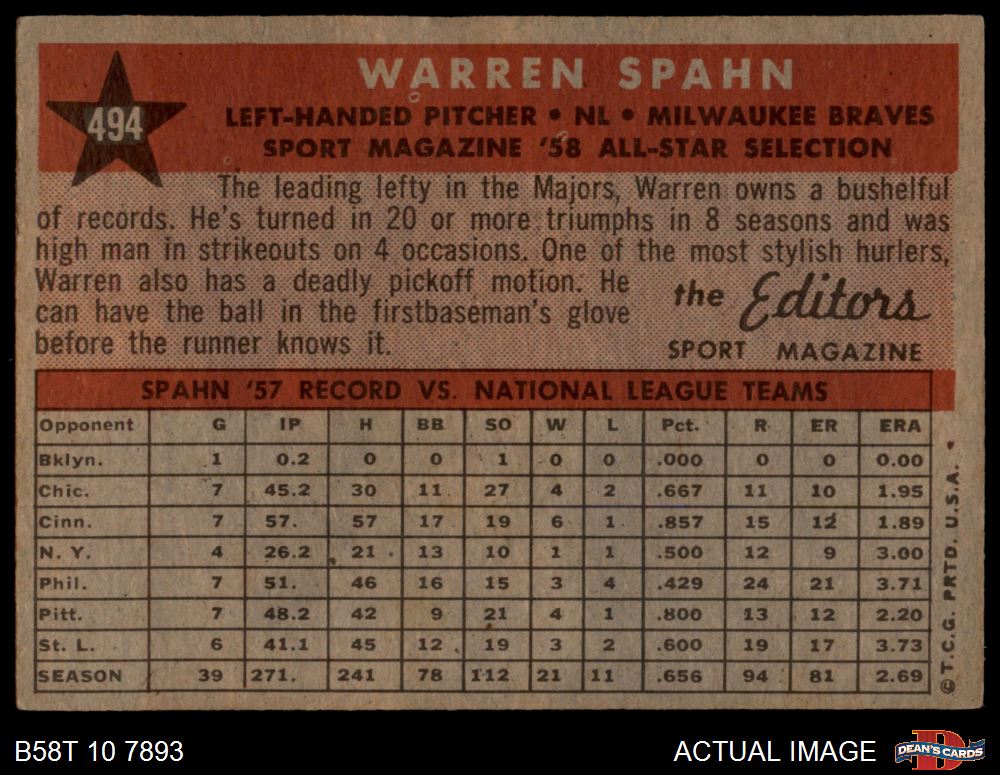 WARREN SPAHN
494
LEFT-HANDED PITCHER • NL • MILWAUKEE BRAVES
SPORT MAGAZINE '58 ALL-STAR SELECTION
The leading lefty in the Majors, Warren owns a bushelful
of records. He's turned in 20 or more triumphs in 8 seasons and was
high man in strikeouts on 4 occasions. One of the most stylish hurlers,
Warren also has a deadly pickoff motion. He
can have the ball in the firstbaseman's glove
before the runner knows it.
the Editors
SPORT MAGAZINE
SPAHN '57 RECORD VS. NATIONAL LEAGUE TEAMS
Opponent G IP H BB SO W L Pct. R ER ERA
Bklyn. 1 0.2 0 0 1 0 0 .000 0 0 0.00
Chic. 7 45.2 30 11 27 4 2 .667 11 10 1.95
Cinn. 7 57. 57 17 19 6 1 .857 15 12 1.89
N. Y. 4 26.2 21 13 10 1 1 .500 12 9 3.00
Phil. 7 51. 46 16 15 3 4 .429 24 21 3.71
Pitt. 7 48.2 42 9 21 4 1 .800 13 12 2.20
St. L. 6 41.1 45 12 19 3 2 .600 19 17 3.73
SEASON 39 271. 241 78 112 21 11 .656 94 81 2.69
© T.C.G. PRTD. U.S.A.
B58T 10 7893
ACTUAL IMAGE
D
DEAN'S CARDS